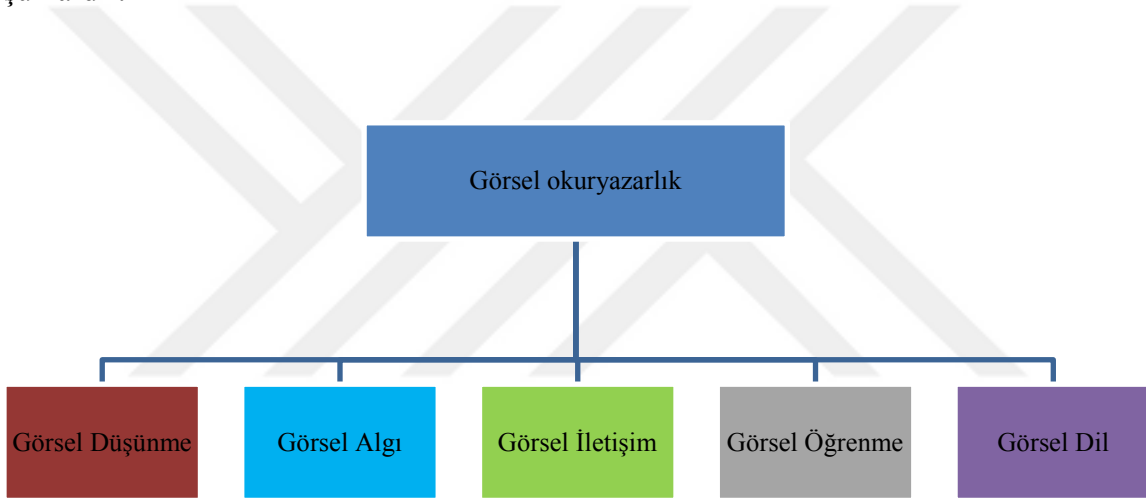 Görsel okuryazarlık
Görsel Düşünme
Görsel Algı
Görsel İletişim
Görsel Öğrenme
Görsel Dil